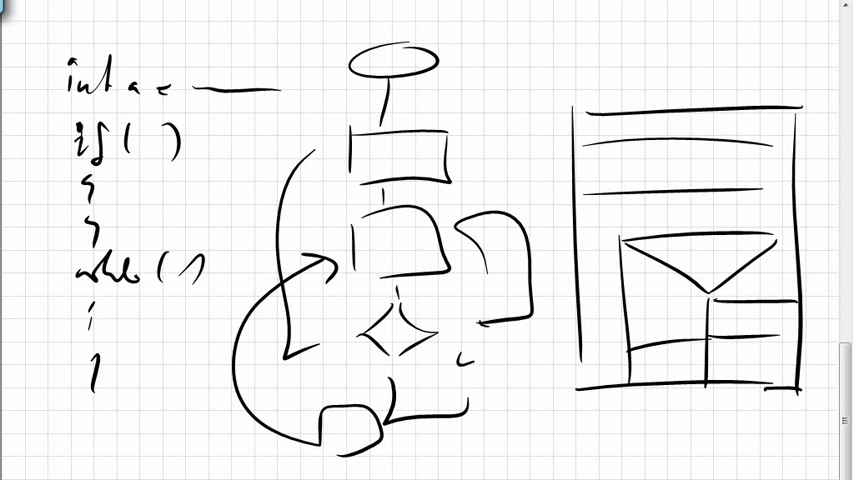 int a =
if ( )
{
}
while ( )